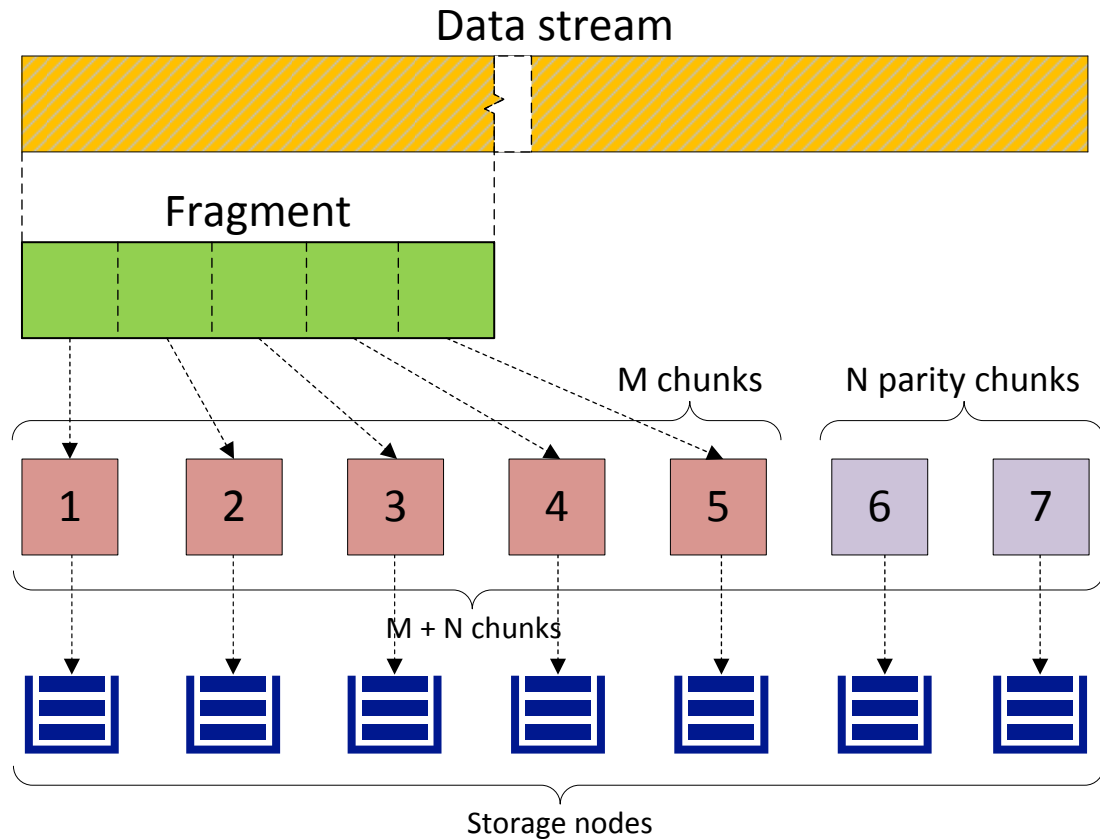 Data stream
Fragment
M chunks
N parity chunks
1
2
3
4
5
6
7
M + N chunks
Storage nodes